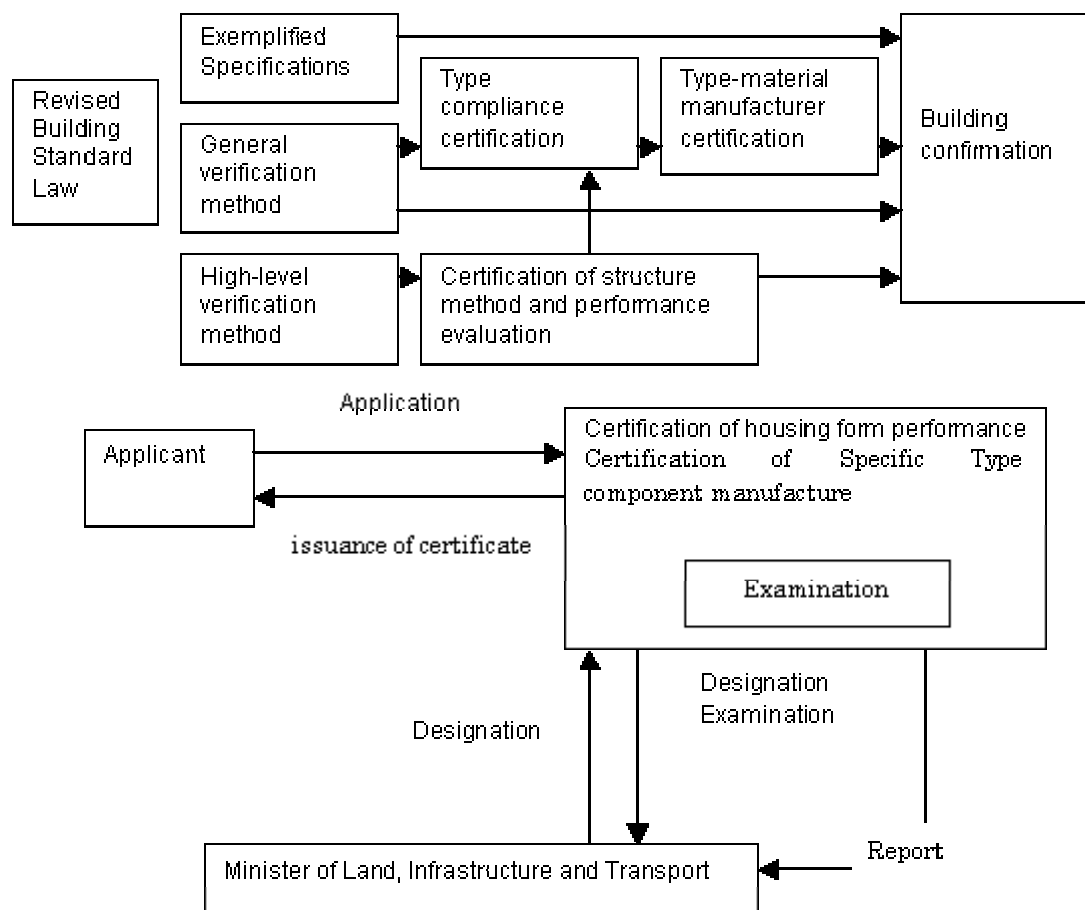 Exemplified
Specifications
Revised
Building
Standard
Law
Type
compliance
certification
Type-material
manufacturer
certification
Building
confirmation
General
verification
method
High-level
verification
method
Certification of structure
method and performance
evaluation
Application
Applicant
Certification of housing form performance
Certification of Specific Type
component manufacture
issuance of certificate
Examination
Designation
Designation
Examination
Report
Minister of Land, Infrastructure and Transport